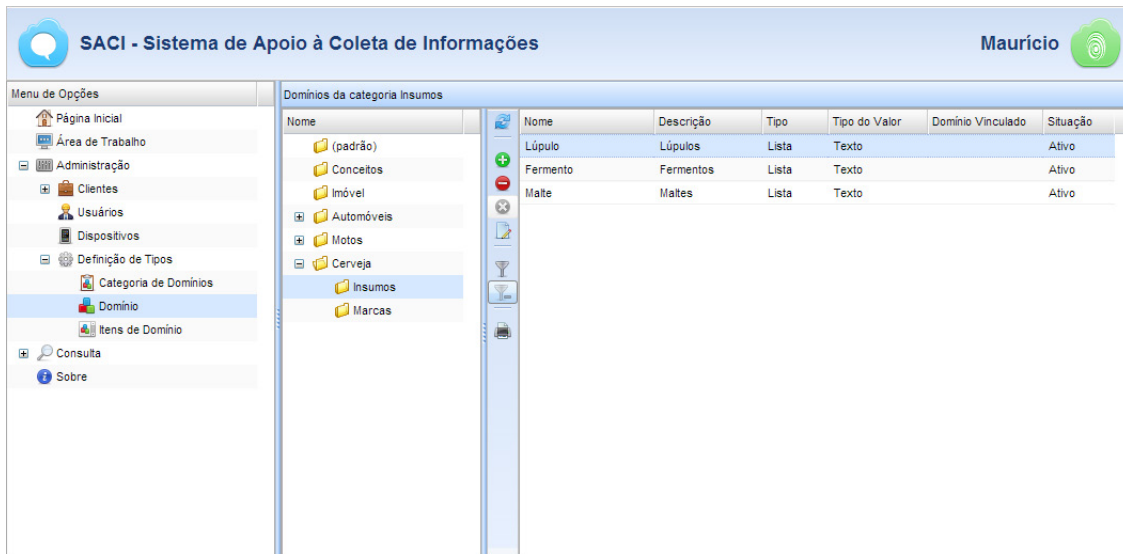 SACI - Sistema de Apoio à Coleta de Informações
Maurício
Menu de Opções
Página Inicial
Área de Trabalho
Administração
Clientes
Usuários
Dispositivos
Definição de Tipos
Categoria de Domínios
Domínio
Itens de Domínio
Consulta
Sobre
Domínios da categoria Insumos
Nome
(padrão)
Conceitos
Imóvel
Automóveis
Motos
Cerveja
Insumos
Marcas
Nome Descrição Tipo Tipo do Valor Domínio Vinculado Situação
Lúpulo Lúpulos Lista Texto Ativo
Fermento Fermentos Lista Texto Ativo
Malte Maltes Lista Texto Ativo